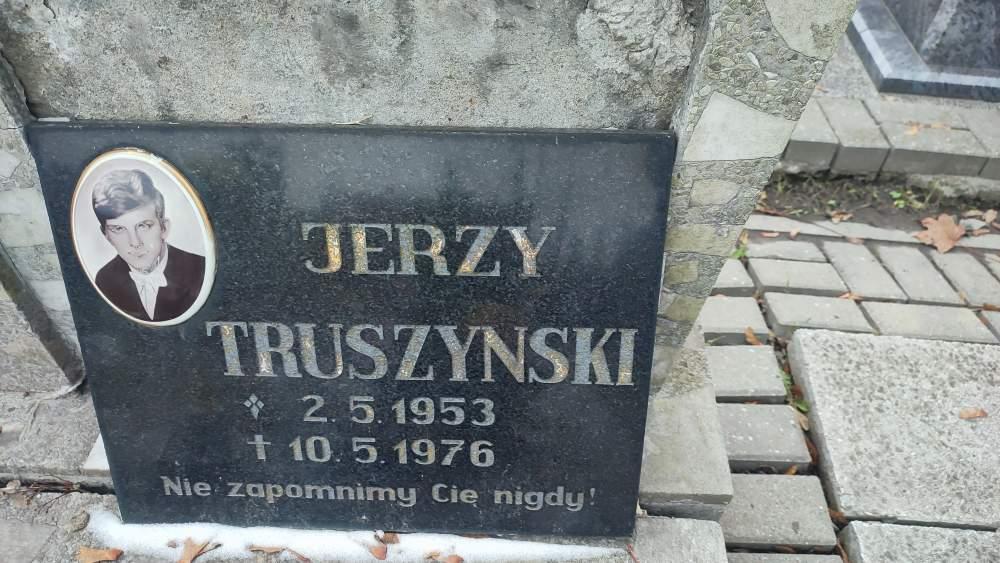 JERZY
TRUSZYNSKI
2.5.1953
† 10.5.1976
Nie zapomnimy Cię nigdy!